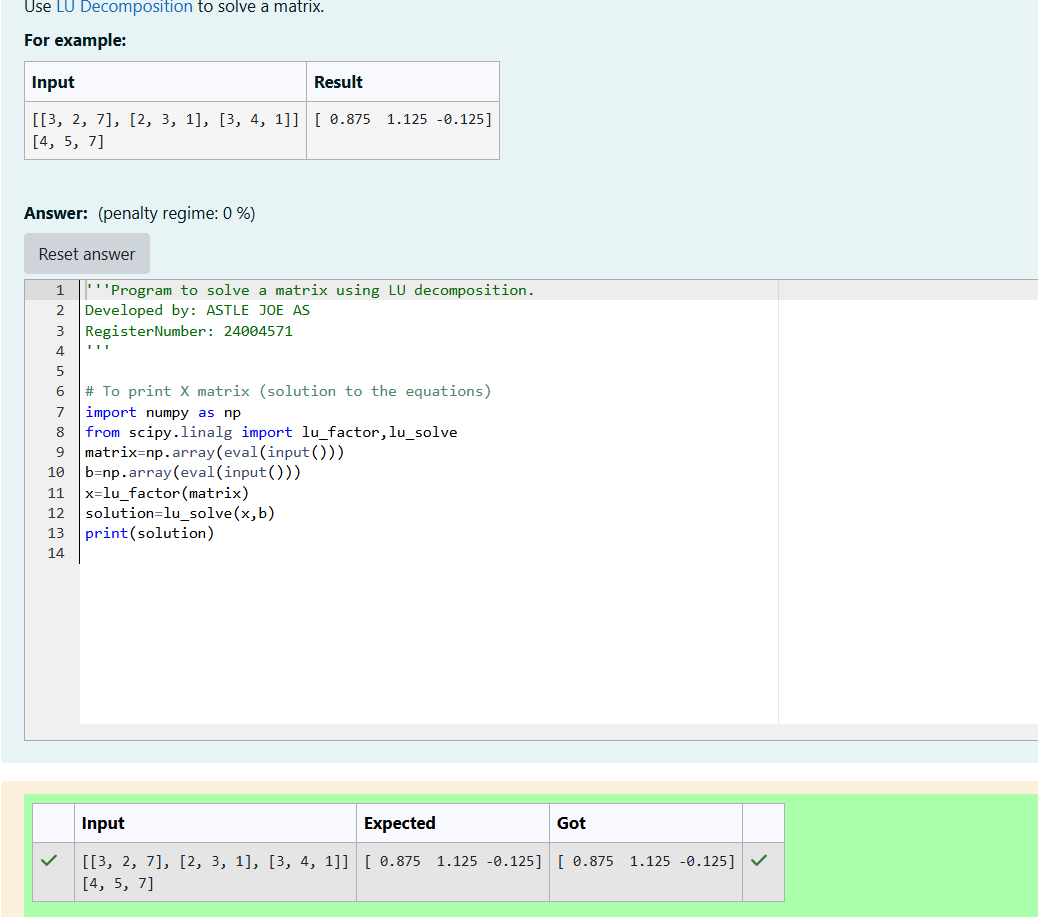 Use LU Decomposition to solve a matrix.
For example:
Input Result
[[3, 2, 7], [2, 3, 1], [3, 4, 1]] [ 0.875  1.125 -0.125]
[4, 5, 7]
Answer: (penalty regime: 0 %)
Reset answer
1 '''Program to solve a matrix using LU decomposition.
2 Developed by: ASTLE JOE AS
3 RegisterNumber: 24004571
4 '''
5
6 # To print X matrix (solution to the equations)
7 import numpy as np
8 from scipy.linalg import lu_factor,lu_solve
9 matrix=np.array(eval(input()))
10 b=np.array(eval(input()))
11 x=lu_factor(matrix)
12 solution=lu_solve(x,b)
13 print(solution)
14
Input Expected Got
[[3, 2, 7], [2, 3, 1], [3, 4, 1]] [ 0.875  1.125 -0.125] [ 0.875  1.125 -0.125]
[4, 5, 7]